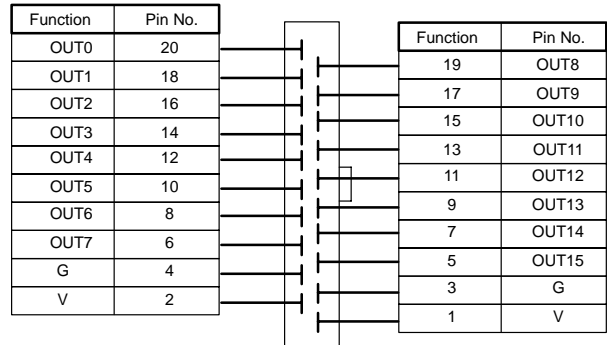 Function Pin No.
OUT0 20
OUT1 18
OUT2 16
OUT3 14
OUT4 12
OUT5 10
OUT6 8
OUT7 6
G 4
V 2
Function Pin No.
19 OUT8
17 OUT9
15 OUT10
13 OUT11
11 OUT12
9 OUT13
7 OUT14
5 OUT15
3 G
1 V